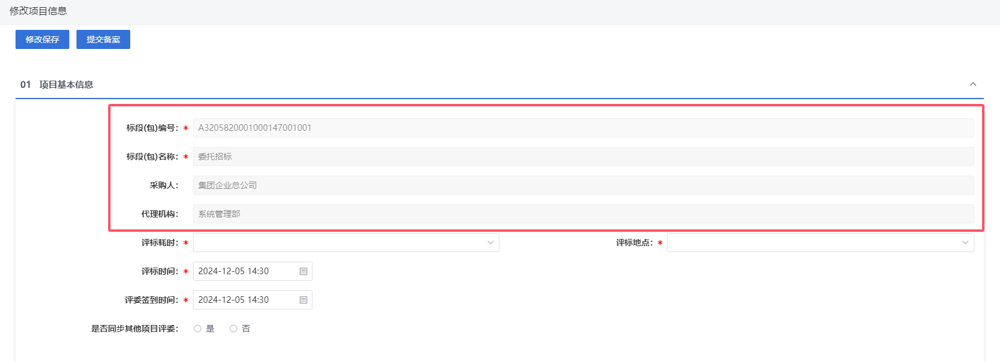 修改项目信息
修改保存 提交备案
01 项目基本信息
标段(包)编号：* A3205820001000147001001
标段(包)名称：* 委托招标
采购人： 集团企业总公司
代理机构： 系统管理部
评标耗时：* 评标地点：*
评标时间：* 2024-12-05 14:30
评委签到时间：* 2024-12-05 14:30
是否同步其他项目评委： 是 否